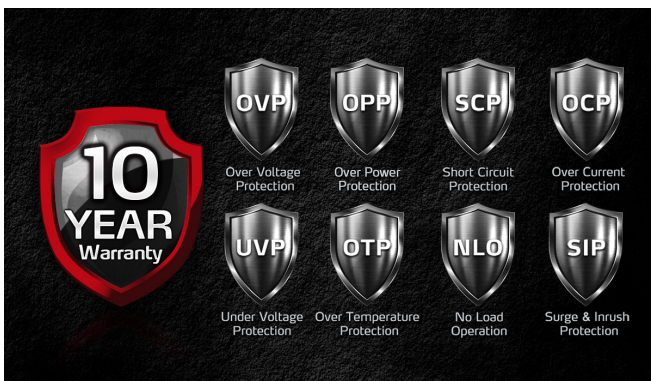 10
YEAR
Warranty
OVP
Over Voltage
Protection
OPP
Over Power
Protection
SCP
Short Circuit
Protection
OCP
Over Current
Protection
UVP
Under Voltage
Protection
OTP
Over Temperature
Protection
NLO
No Load
Operation
SIP
Surge & Inrush
Protection